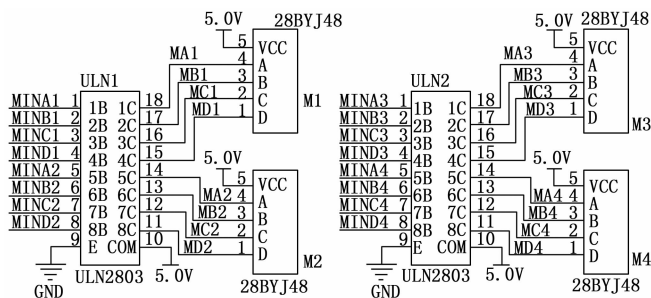 5.0V 28BYJ48 5.0V 28BYJ48
5 VCC 5 VCC
MA1 4 A MA3 4 A
ULN1 MB1 3 B ULN2 MB3 3 B
MC1 2 C MC3 2 C
MINA1 1 1B 1C 18 MD1 1 D M1 MINA3 1 1B 1C 18 MD3 1 D M3
MINB1 2 2B 2C 17 MINB3 2 2B 2C 17
MINC1 3 3B 3C 16 MINC3 3 3B 3C 16
MIND1 4 4B 4C 15 5.0V MIND3 4 4B 4C 15 5.0V
MINA2 5 5B 5C 14 5 VCC MINA4 5 5B 5C 14 5 VCC
MINB2 6 6B 6C 13 MA2 4 A MINB4 6 6B 6C 13 MA4 4 A
MINC2 7 7B 7C 12 MB2 3 B MINC4 7 7B 7C 12 MB4 3 B
MIND2 8 8B 8C 11 MC2 2 C MIND4 8 8B 8C 11 MC4 2 C
9 E COM 10 MD2 1 D M2 9 E COM 10 MD4 1 D M4
ULN2803 5.0V ULN2803 5.0V
GND 28BYJ48 GND 28BYJ48